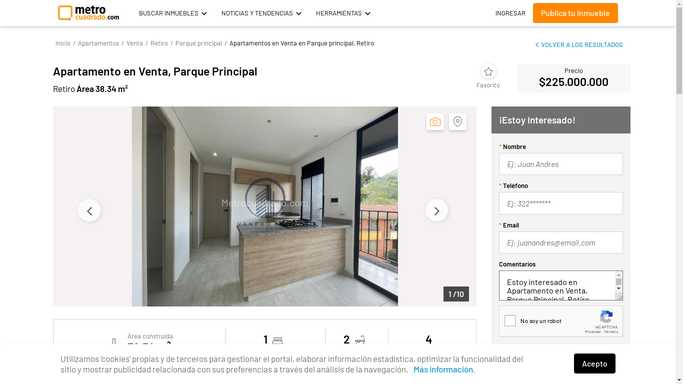 metro
cuadrado.com
BUSCAR INMUEBLES
NOTICIAS Y TENDENCIAS
HERRAMIENTAS
INGRESAR
Publica tu Inmueble
Inicio / Apartamentos / Venta / Retiro / Parque principal / Apartamentos en Venta en Parque principal, Retiro
VOLVER A LOS RESULTADOS
Apartamento en Venta, Parque Principal
Retiro Área 38.34 m²
Favorito
Precio
$225.000.000
¡Estoy Interesado!
* Nombre
Ej: Juan Andres
* Teléfono
Ej: 322*******
* Email
Ej: juanandres@email.com
Comentarios
Estoy interesado en
Apartamento en Venta,
Parque Principal, Retiro
1 / 10
No soy un robot
reCAPTCHA
Privacidad - Términos
Área construida
1
2
4
Utilizamos 'cookies' propias y de terceros para gestionar el portal, elaborar información estadística, optimizar la funcionalidad del
sitio y mostrar publicidad relacionada con sus preferencias a través del análisis de la navegación. Más información.
Acepto